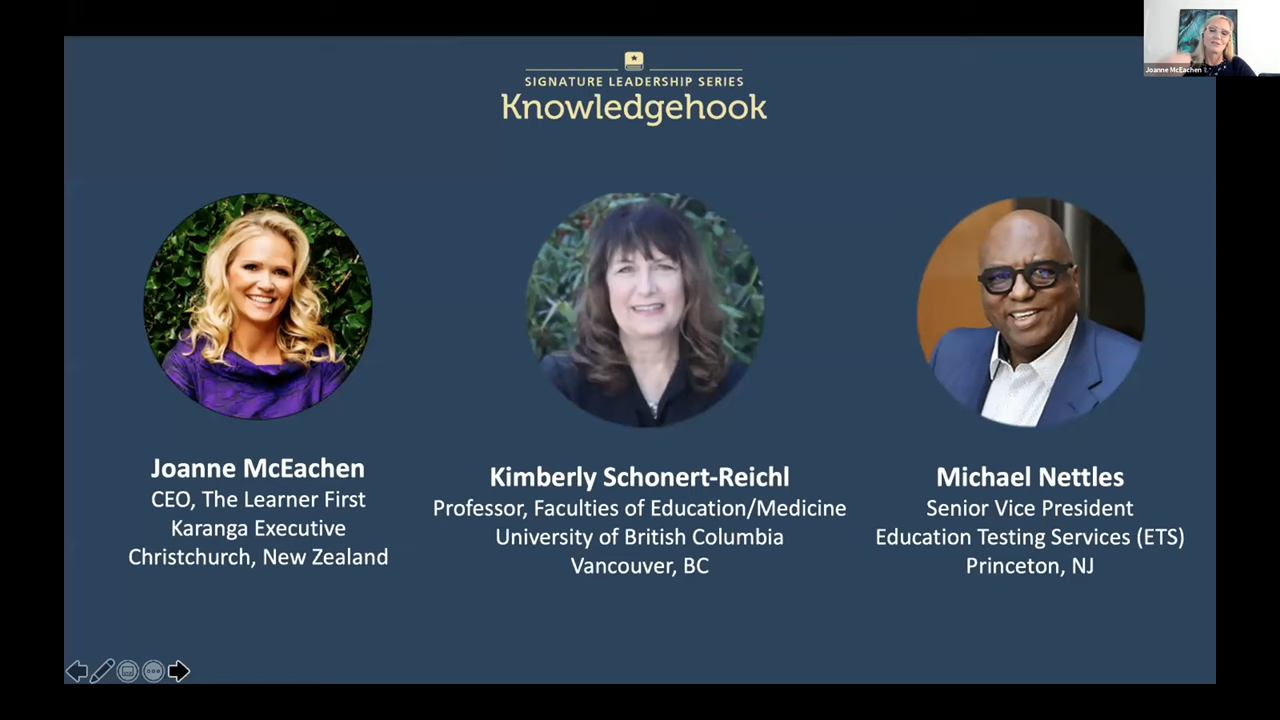 SIGNATURE LEADERSHIP SERIES
Knowledgehook
Joanne McEachen
CEO, The Learner First
Karanga Executive
Christchurch, New Zealand
Kimberly Schonert-Reichl
Professor, Faculties of Education/Medicine
University of British Columbia
Vancouver, BC
Michael Nettles
Senior Vice President
Education Testing Services (ETS)
Princeton, NJ
Joanne McEachen